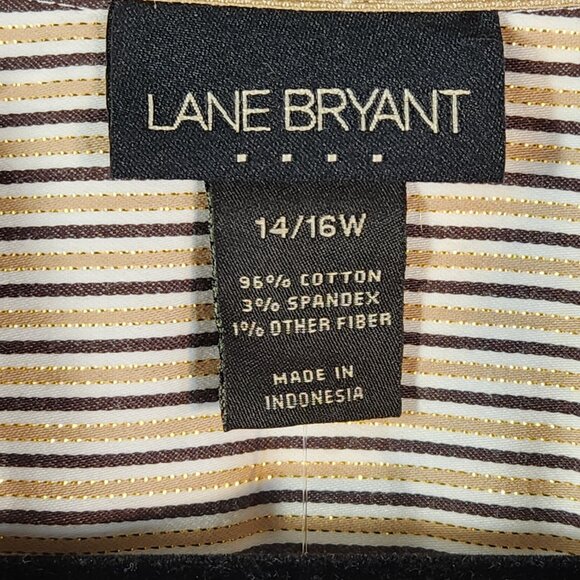 LANE BRYANT
14/16W
96% COTTON
3% SPANDEX
1% OTHER FIBER
MADE IN
INDONESIA